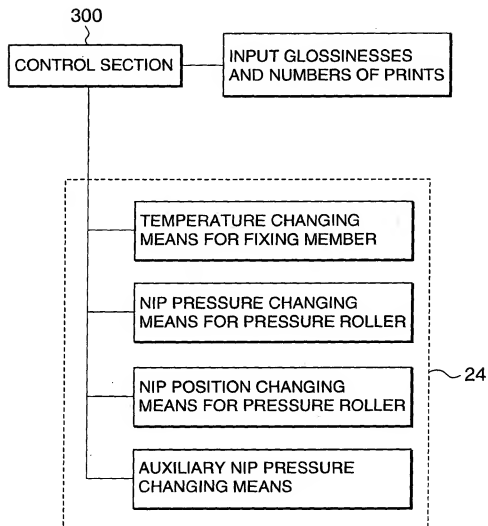 300
CONTROL SECTION
INPUT GLOSSINESSES
AND NUMBERS OF PRINTS
TEMPERATURE CHANGING
MEANS FOR FIXING MEMBER
NIP PRESSURE CHANGING
MEANS FOR PRESSURE ROLLER
NIP POSITION CHANGING
MEANS FOR PRESSURE ROLLER
24
AUXILIARY NIP PRESSURE
CHANGING MEANS